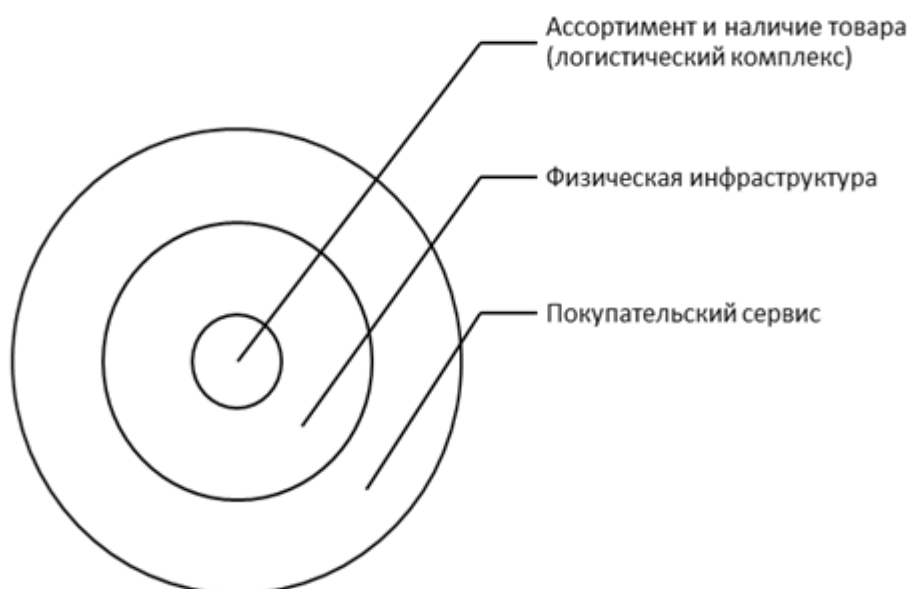 Ассортимент и наличие товара
(логистический комплекс)
Физическая инфраструктура
Покупательский сервис